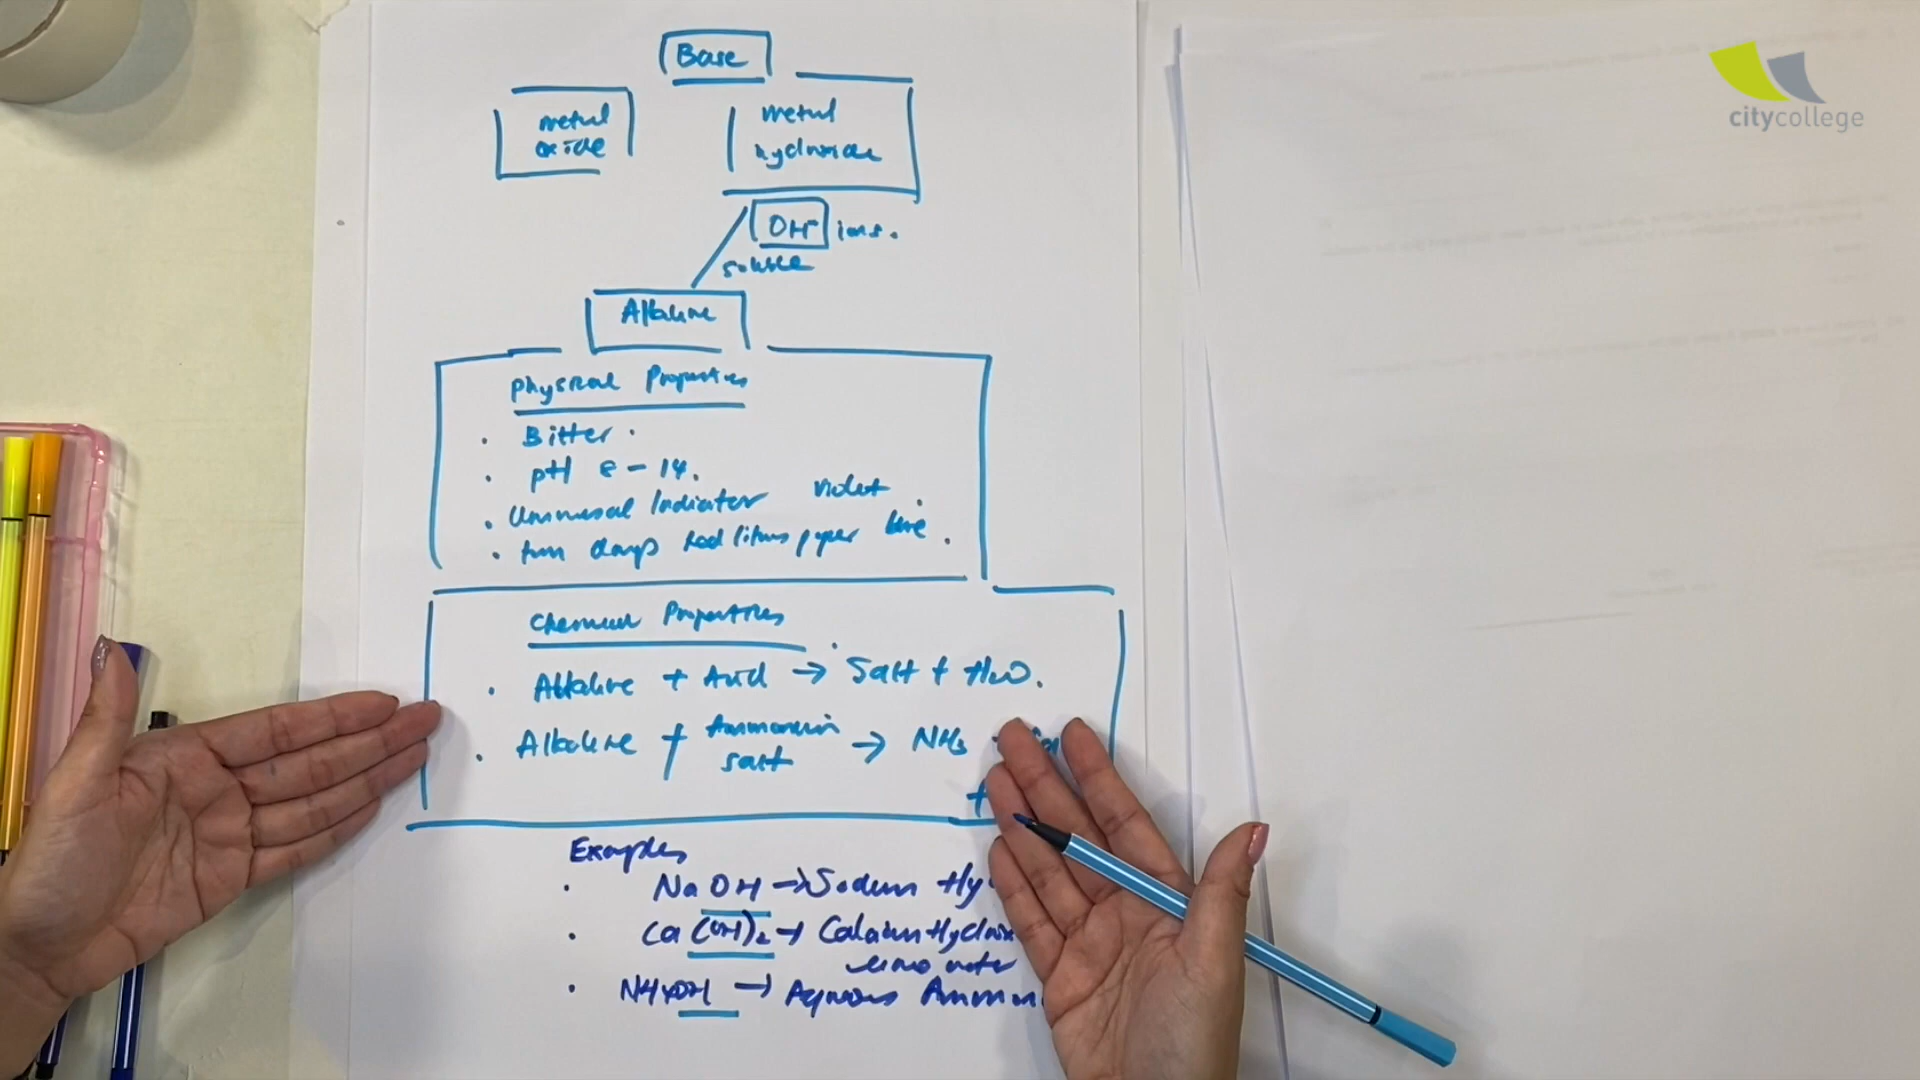 Base
metal
oxide
metal
hydroxide
OH⁻ ions.
soluble
Alkaline
Physical Properties
· Bitter.
· pH 8 - 14.
· Universal Indicator violet
· turn damp red litmus paper blue.
Chemical Properties
· Alkaline + Acid → Salt + H₂O.
· Alkaline + Ammonium
salt → NH₃
+
Examples
· NaOH → Sodium Hy
· Ca(OH)₂ → Calcium Hydrox
lime water
· NH₄OH → Aqueous Ammon
citycollege